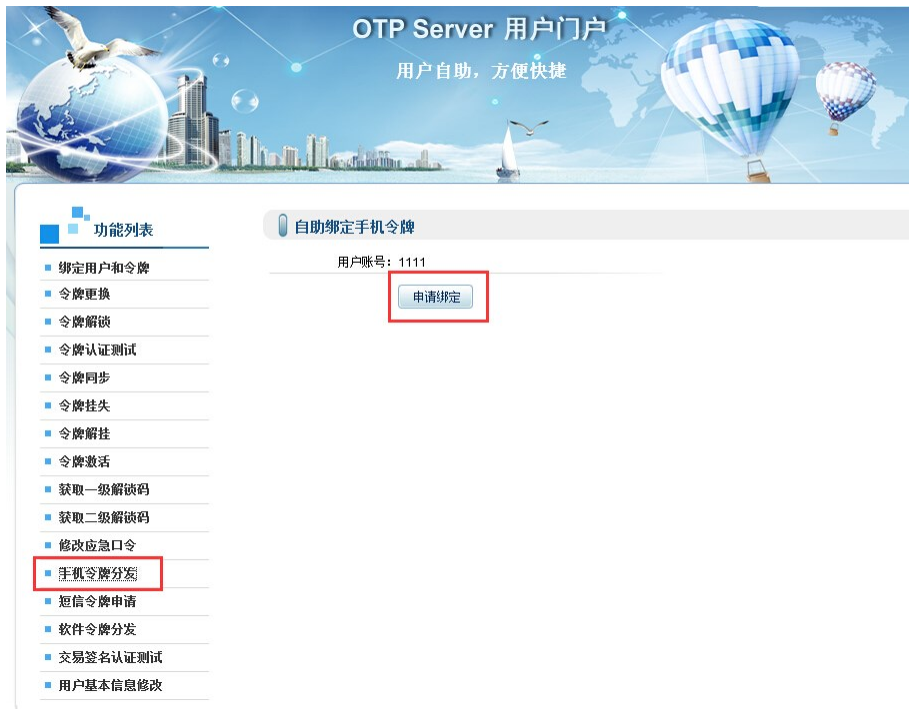 OTP Server 用户门户
用户自助，方便快捷
功能列表
绑定用户和令牌
令牌更换
令牌解锁
令牌认证测试
令牌同步
令牌挂失
令牌解挂
令牌激活
获取一级解锁码
获取二级解锁码
修改应急口令
手机令牌分发
短信令牌申请
软件令牌分发
交易签名认证测试
用户基本信息修改
自助绑定手机令牌
用户账号：1111
申请绑定